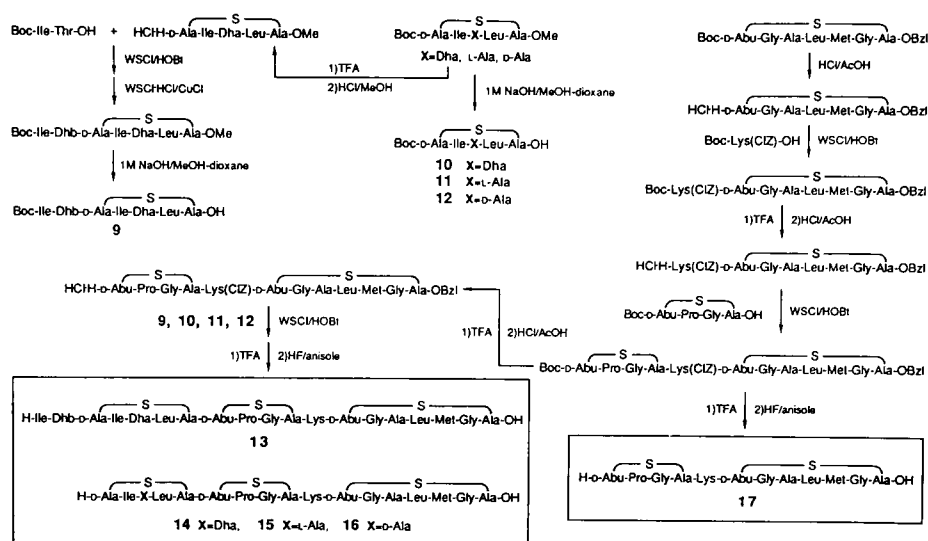 Boc-Ile-Thr-OH + HCl·H-D-Ala-Ile-Dha-Leu-Ala-OMe
S
WSCI/HOBt
WSCI·HCl/CuCl
Boc-Ile-Dhb-D-Ala-Ile-Dha-Leu-Ala-OMe
S
1M NaOH/MeOH-dioxane
Boc-Ile-Dhb-D-Ala-Ile-Dha-Leu-Ala-OH
S
9
Boc-D-Ala-Ile-X-Leu-Ala-OMe
S
X=Dha, L-Ala, D-Ala
1)TFA
2)HCl/MeOH
1M NaOH/MeOH-dioxane
Boc-D-Ala-Ile-X-Leu-Ala-OH
S
10 X=Dha
11 X=L-Ala
12 X=D-Ala
Boc-D-Abu-Gly-Ala-Leu-Met-Gly-Ala-OBzl
S
HCl/AcOH
HCl·H-D-Abu-Gly-Ala-Leu-Met-Gly-Ala-OBzl
S
Boc-Lys(ClZ)-OH WSCI/HOBt
Boc-Lys(ClZ)-D-Abu-Gly-Ala-Leu-Met-Gly-Ala-OBzl
S
1)TFA 2)HCl/AcOH
HCl·H-Lys(ClZ)-D-Abu-Gly-Ala-Leu-Met-Gly-Ala-OBzl
S
Boc-D-Abu-Pro-Gly-Ala-OH
S
WSCI/HOBt
Boc-D-Abu-Pro-Gly-Ala-Lys(ClZ)-D-Abu-Gly-Ala-Leu-Met-Gly-Ala-OBzl
S S
1)TFA 2)HCl/AcOH
HCl·H-D-Abu-Pro-Gly-Ala-Lys(ClZ)-D-Abu-Gly-Ala-Leu-Met-Gly-Ala-OBzl
S S
9, 10, 11, 12 WSCI/HOBt
1)TFA 2)HF/anisole
H-Ile-Dhb-D-Ala-Ile-Dha-Leu-Ala-D-Abu-Pro-Gly-Ala-Lys-D-Abu-Gly-Ala-Leu-Met-Gly-Ala-OH
S S S
13
H-D-Ala-Ile-X-Leu-Ala-D-Abu-Pro-Gly-Ala-Lys-D-Abu-Gly-Ala-Leu-Met-Gly-Ala-OH
S S S
14 X=Dha, 15 X=L-Ala, 16 X=D-Ala
1)TFA 2)HF/anisole
H-D-Abu-Pro-Gly-Ala-Lys-D-Abu-Gly-Ala-Leu-Met-Gly-Ala-OH
S S
17